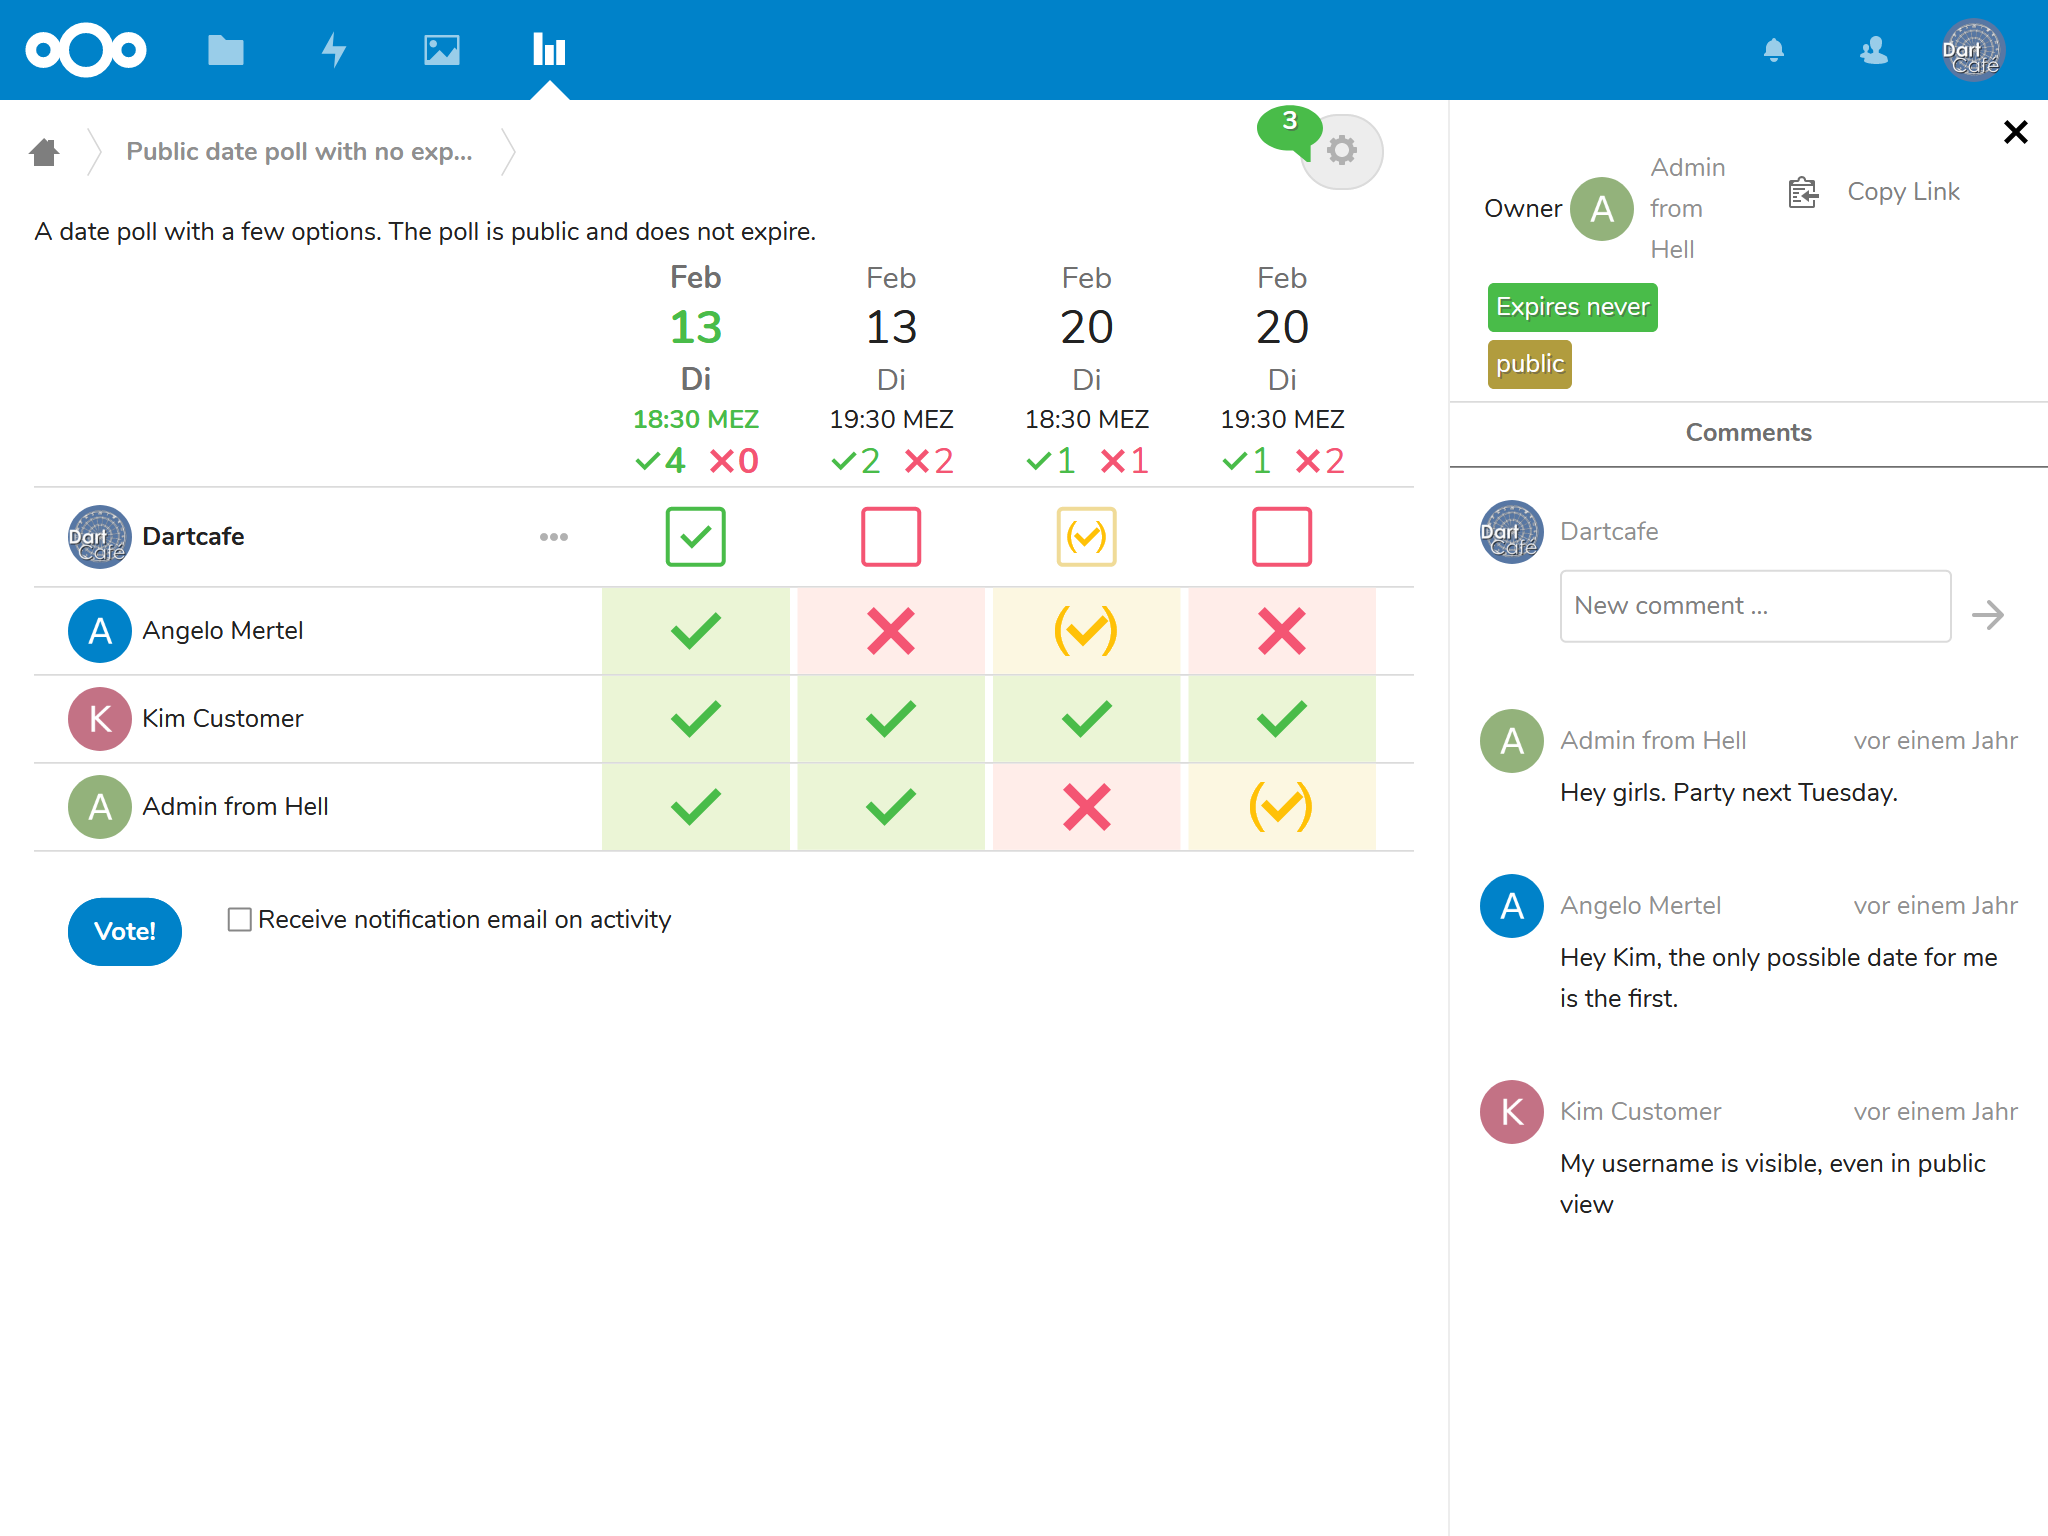 Dart
Café
Public date poll with no exp...
3
A date poll with a few options. The poll is public and does not expire.
Feb Feb Feb Feb
13 13 20 20
Di Di Di Di
18:30 MEZ 19:30 MEZ 18:30 MEZ 19:30 MEZ
4 0 2 2 1 1 1 2
Dart
Café
Dartcafe
A Angelo Mertel
K Kim Customer
A Admin from Hell
Vote!
Receive notification email on activity
Owner
A
Admin
from
Hell
Copy Link
Expires never
public
Comments
Dart
Café
Dartcafe
New comment ...
A Admin from Hell vor einem Jahr
Hey girls. Party next Tuesday.
A Angelo Mertel vor einem Jahr
Hey Kim, the only possible date for me
is the first.
K Kim Customer vor einem Jahr
My username is visible, even in public
view